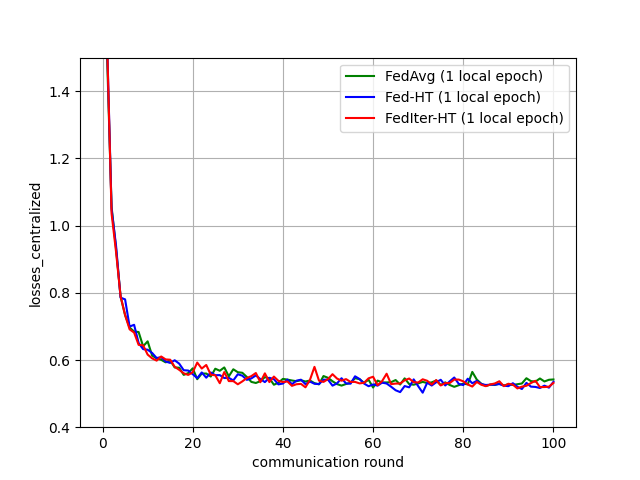 FedAvg (1 local epoch)
Fed-HT (1 local epoch)
FedIter-HT (1 local epoch)
losses_centralized
1.4
1.2
1.0
0.8
0.6
0.4
0
20
40
60
80
100
communication round